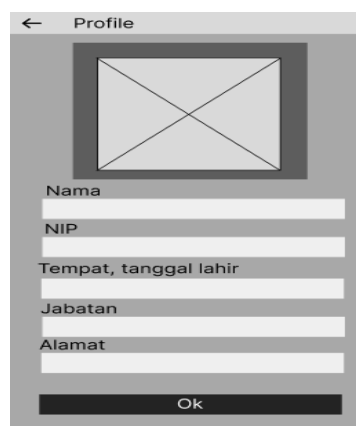 ← Profile
Nama
NIP
Tempat, tanggal lahir
Jabatan
Alamat
Ok